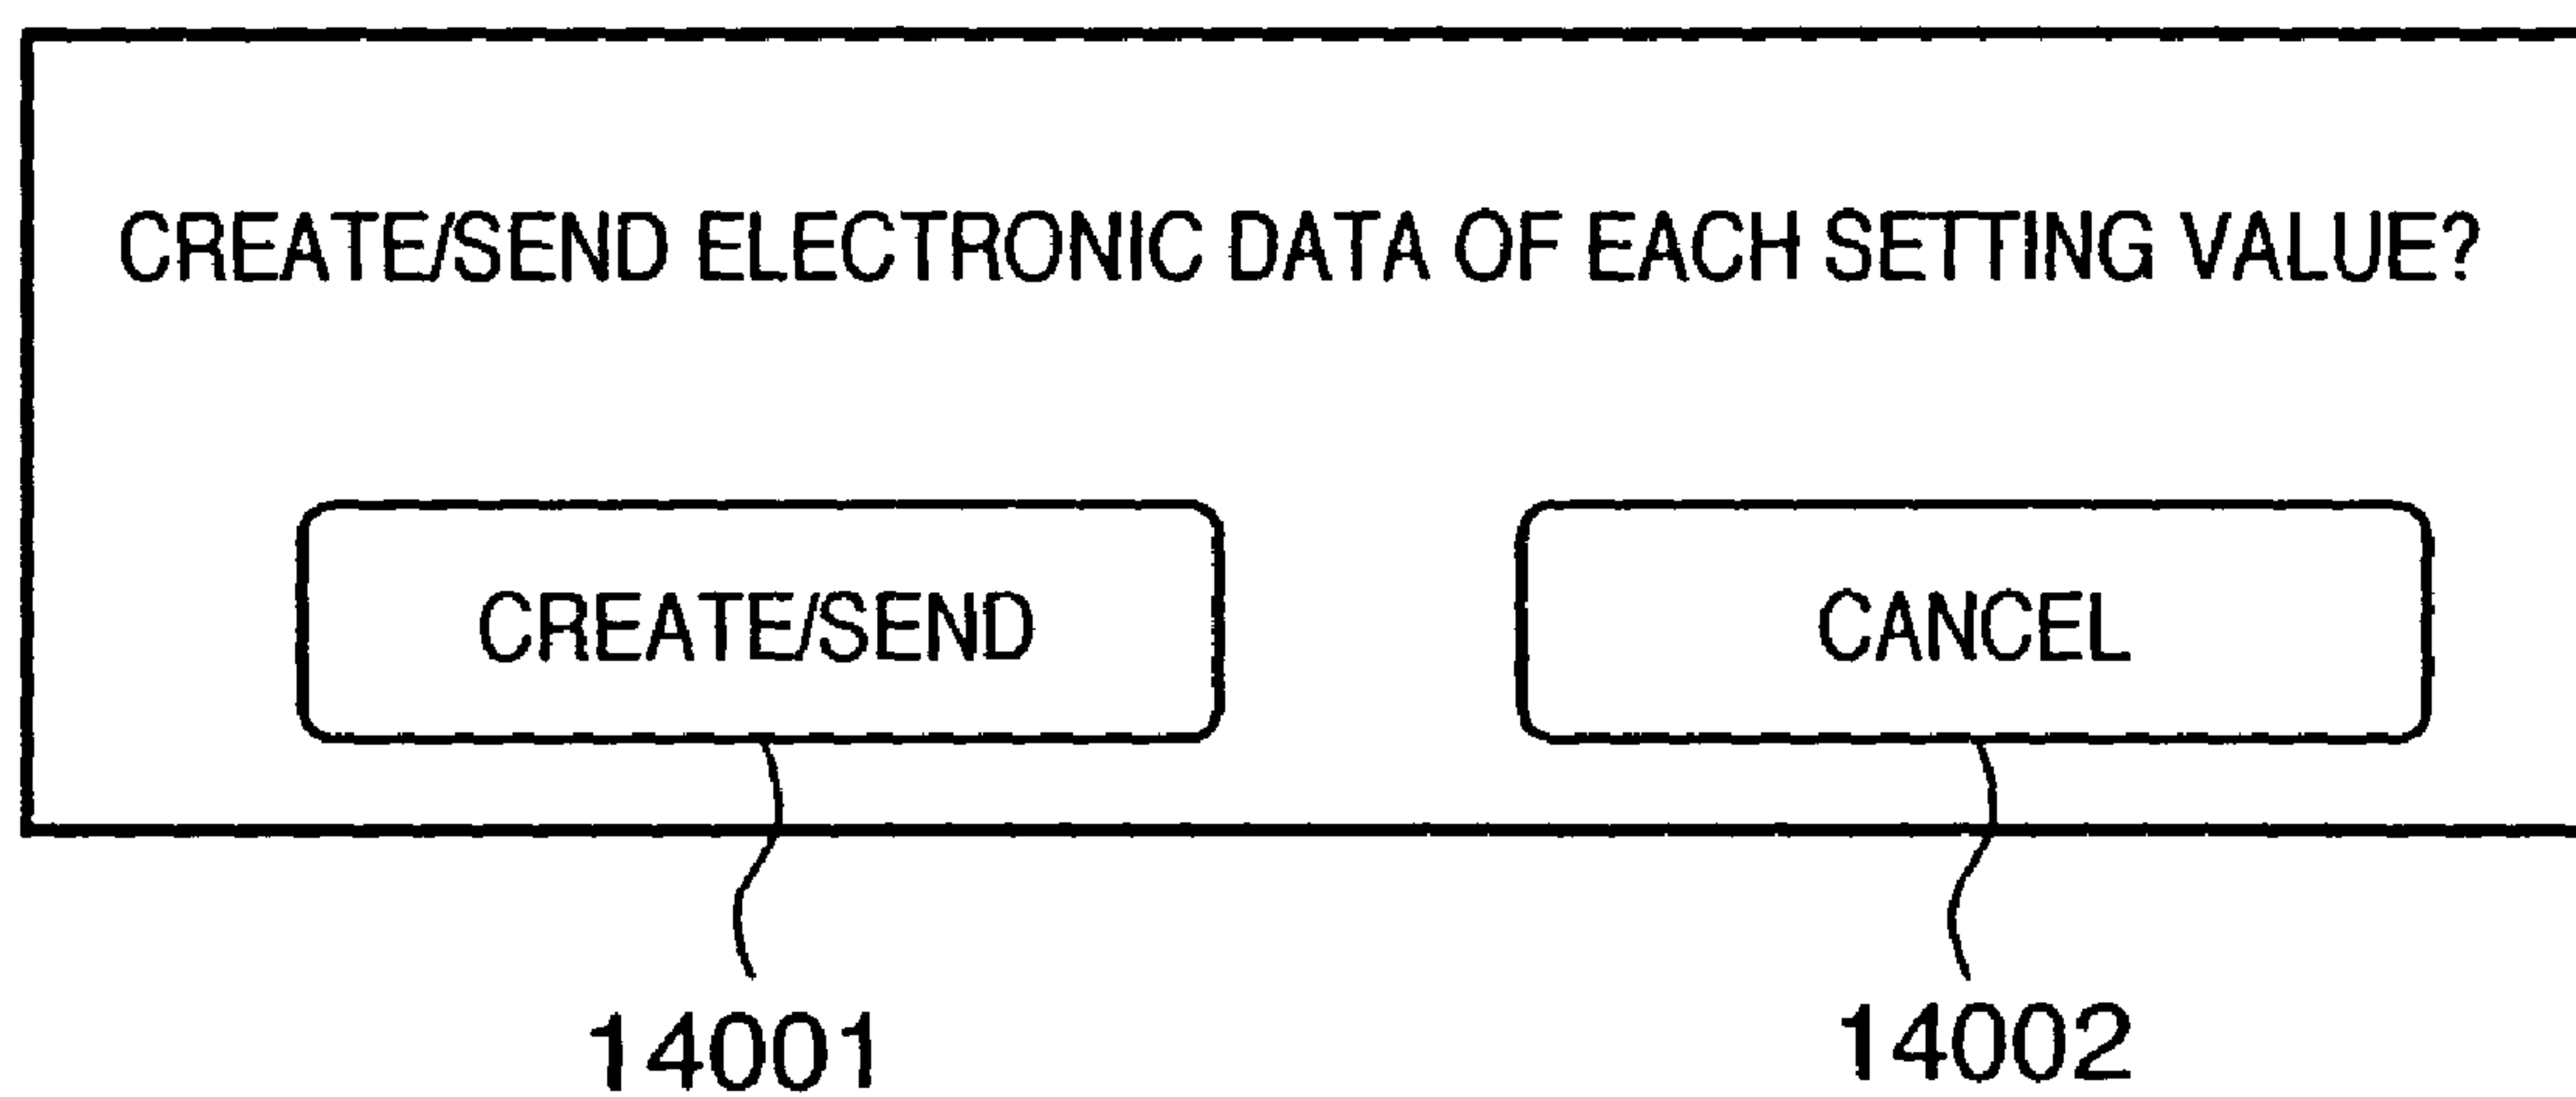 CREATE/SEND ELECTRONIC DATA OF EACH SETTING VALUE?
CREATE/SEND CANCEL
14001 14002